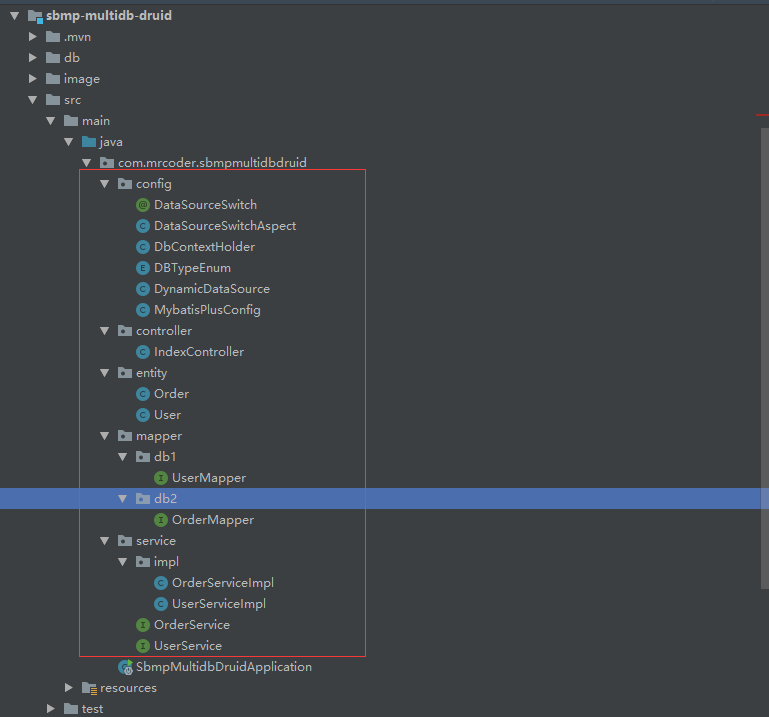 sbmp-multidb-druid
.mvn
db
image
src
main
java
com.mrcoder.sbmpmultidbdruid
config
DataSourceSwitch
DataSourceSwitchAspect
DbContextHolder
DBTypeEnum
DynamicDataSource
MybatisPlusConfig
controller
IndexController
entity
Order
User
mapper
db1
UserMapper
db2
OrderMapper
service
impl
OrderServiceImpl
UserServiceImpl
OrderService
UserService
SbmpMultidbDruidApplication
resources
test